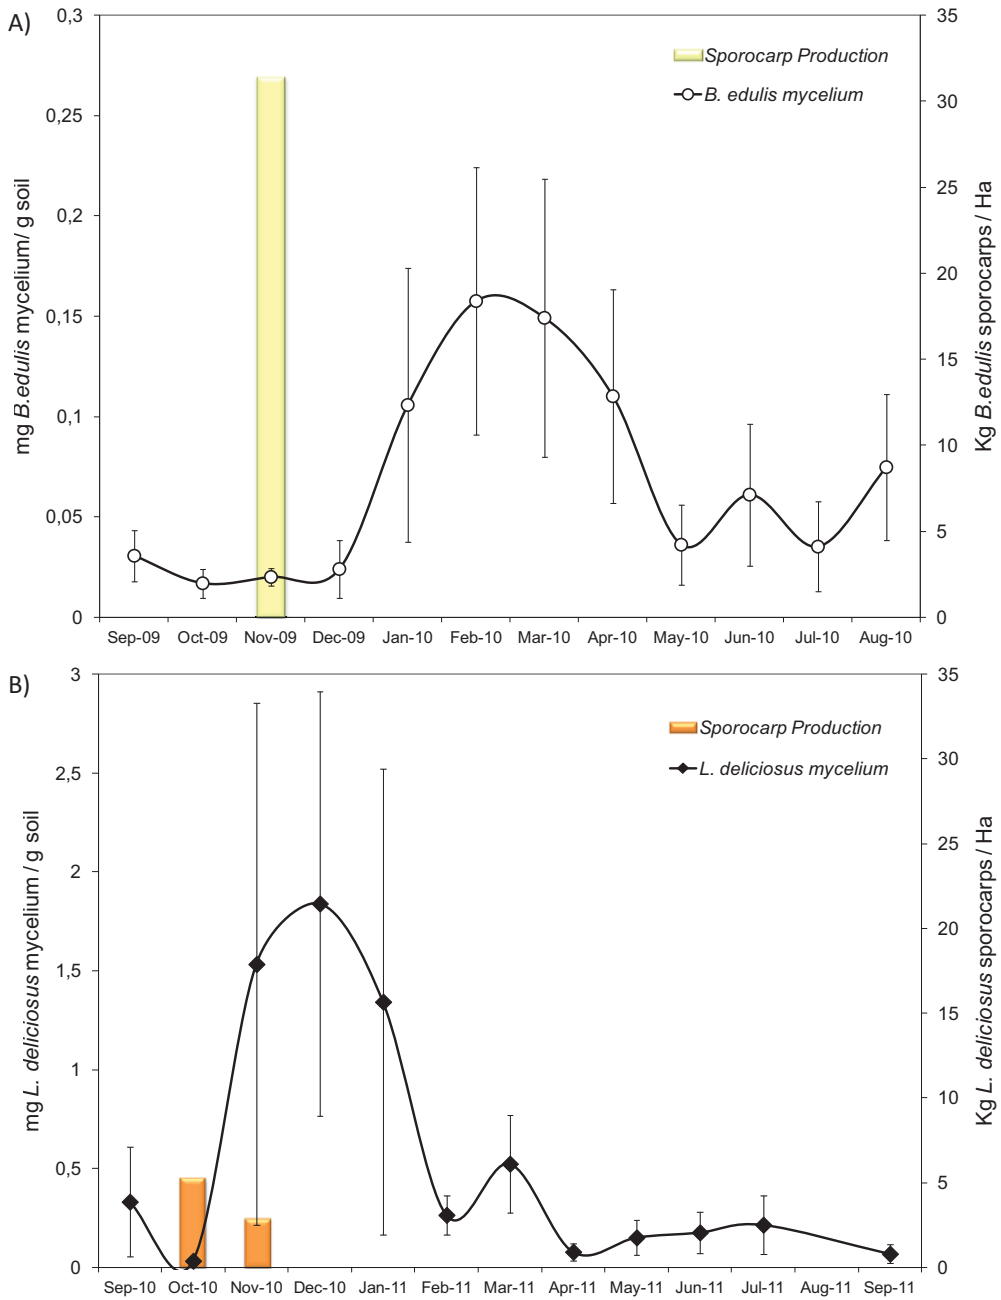 A)
0,3
0,25
0,2
0,15
0,1
0,05
0
mg B.edulis mycelium/ g soil
35
30
25
20
15
10
5
0
Kg B.edulis sporocarps / Ha
Sporocarp Production
B. edulis mycelium
Sep-09 Oct-09 Nov-09 Dec-09 Jan-10 Feb-10 Mar-10 Apr-10 May-10 Jun-10 Jul-10 Aug-10
B)
3
2,5
2
1,5
1
0,5
0
mg L. deliciosus mycelium / g soil
35
30
25
20
15
10
5
0
Kg L. deliciosus sporocarps / Ha
Sporocarp Production
L. deliciosus mycelium
Sep-10 Oct-10 Nov-10 Dec-10 Jan-11 Feb-11 Mar-11 Apr-11 May-11 Jun-11 Jul-11 Aug-11 Sep-11